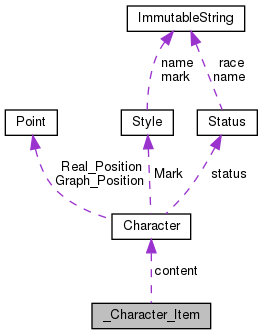 ImmutableString
name
mark
race
name
Point
Style
Status
Real_Position
Graph_Position
Mark
status
Character
content
_Character_Item